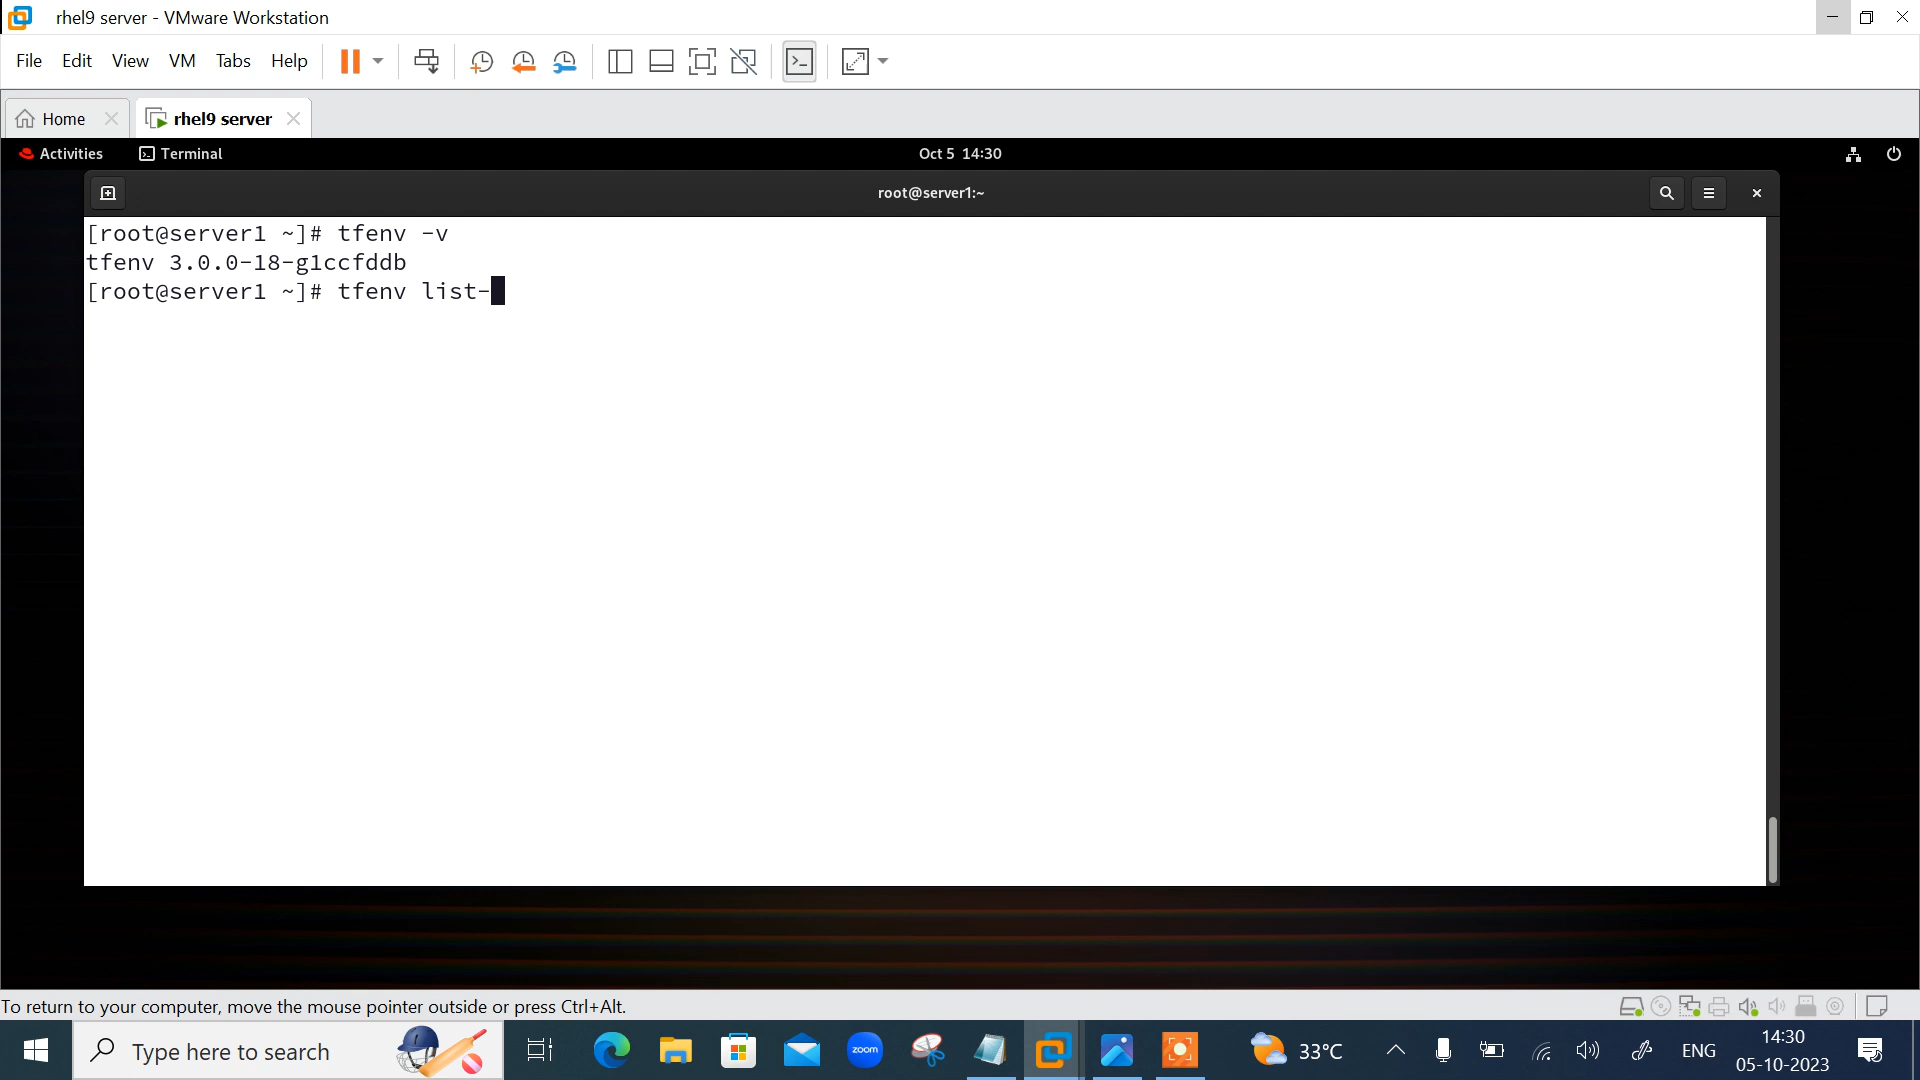 rhel9 server - VMware Workstation
File Edit View VM Tabs Help
Home rhel9 server
Activities Terminal Oct 5 14:30
root@server1:~
[root@server1 ~]# tfenv -v
tfenv 3.0.0-18-g1ccfddb
[root@server1 ~]# tfenv list-
To return to your computer, move the mouse pointer outside or press Ctrl+Alt.
Type here to search zoom 33°C ENG 14:30
05-10-2023